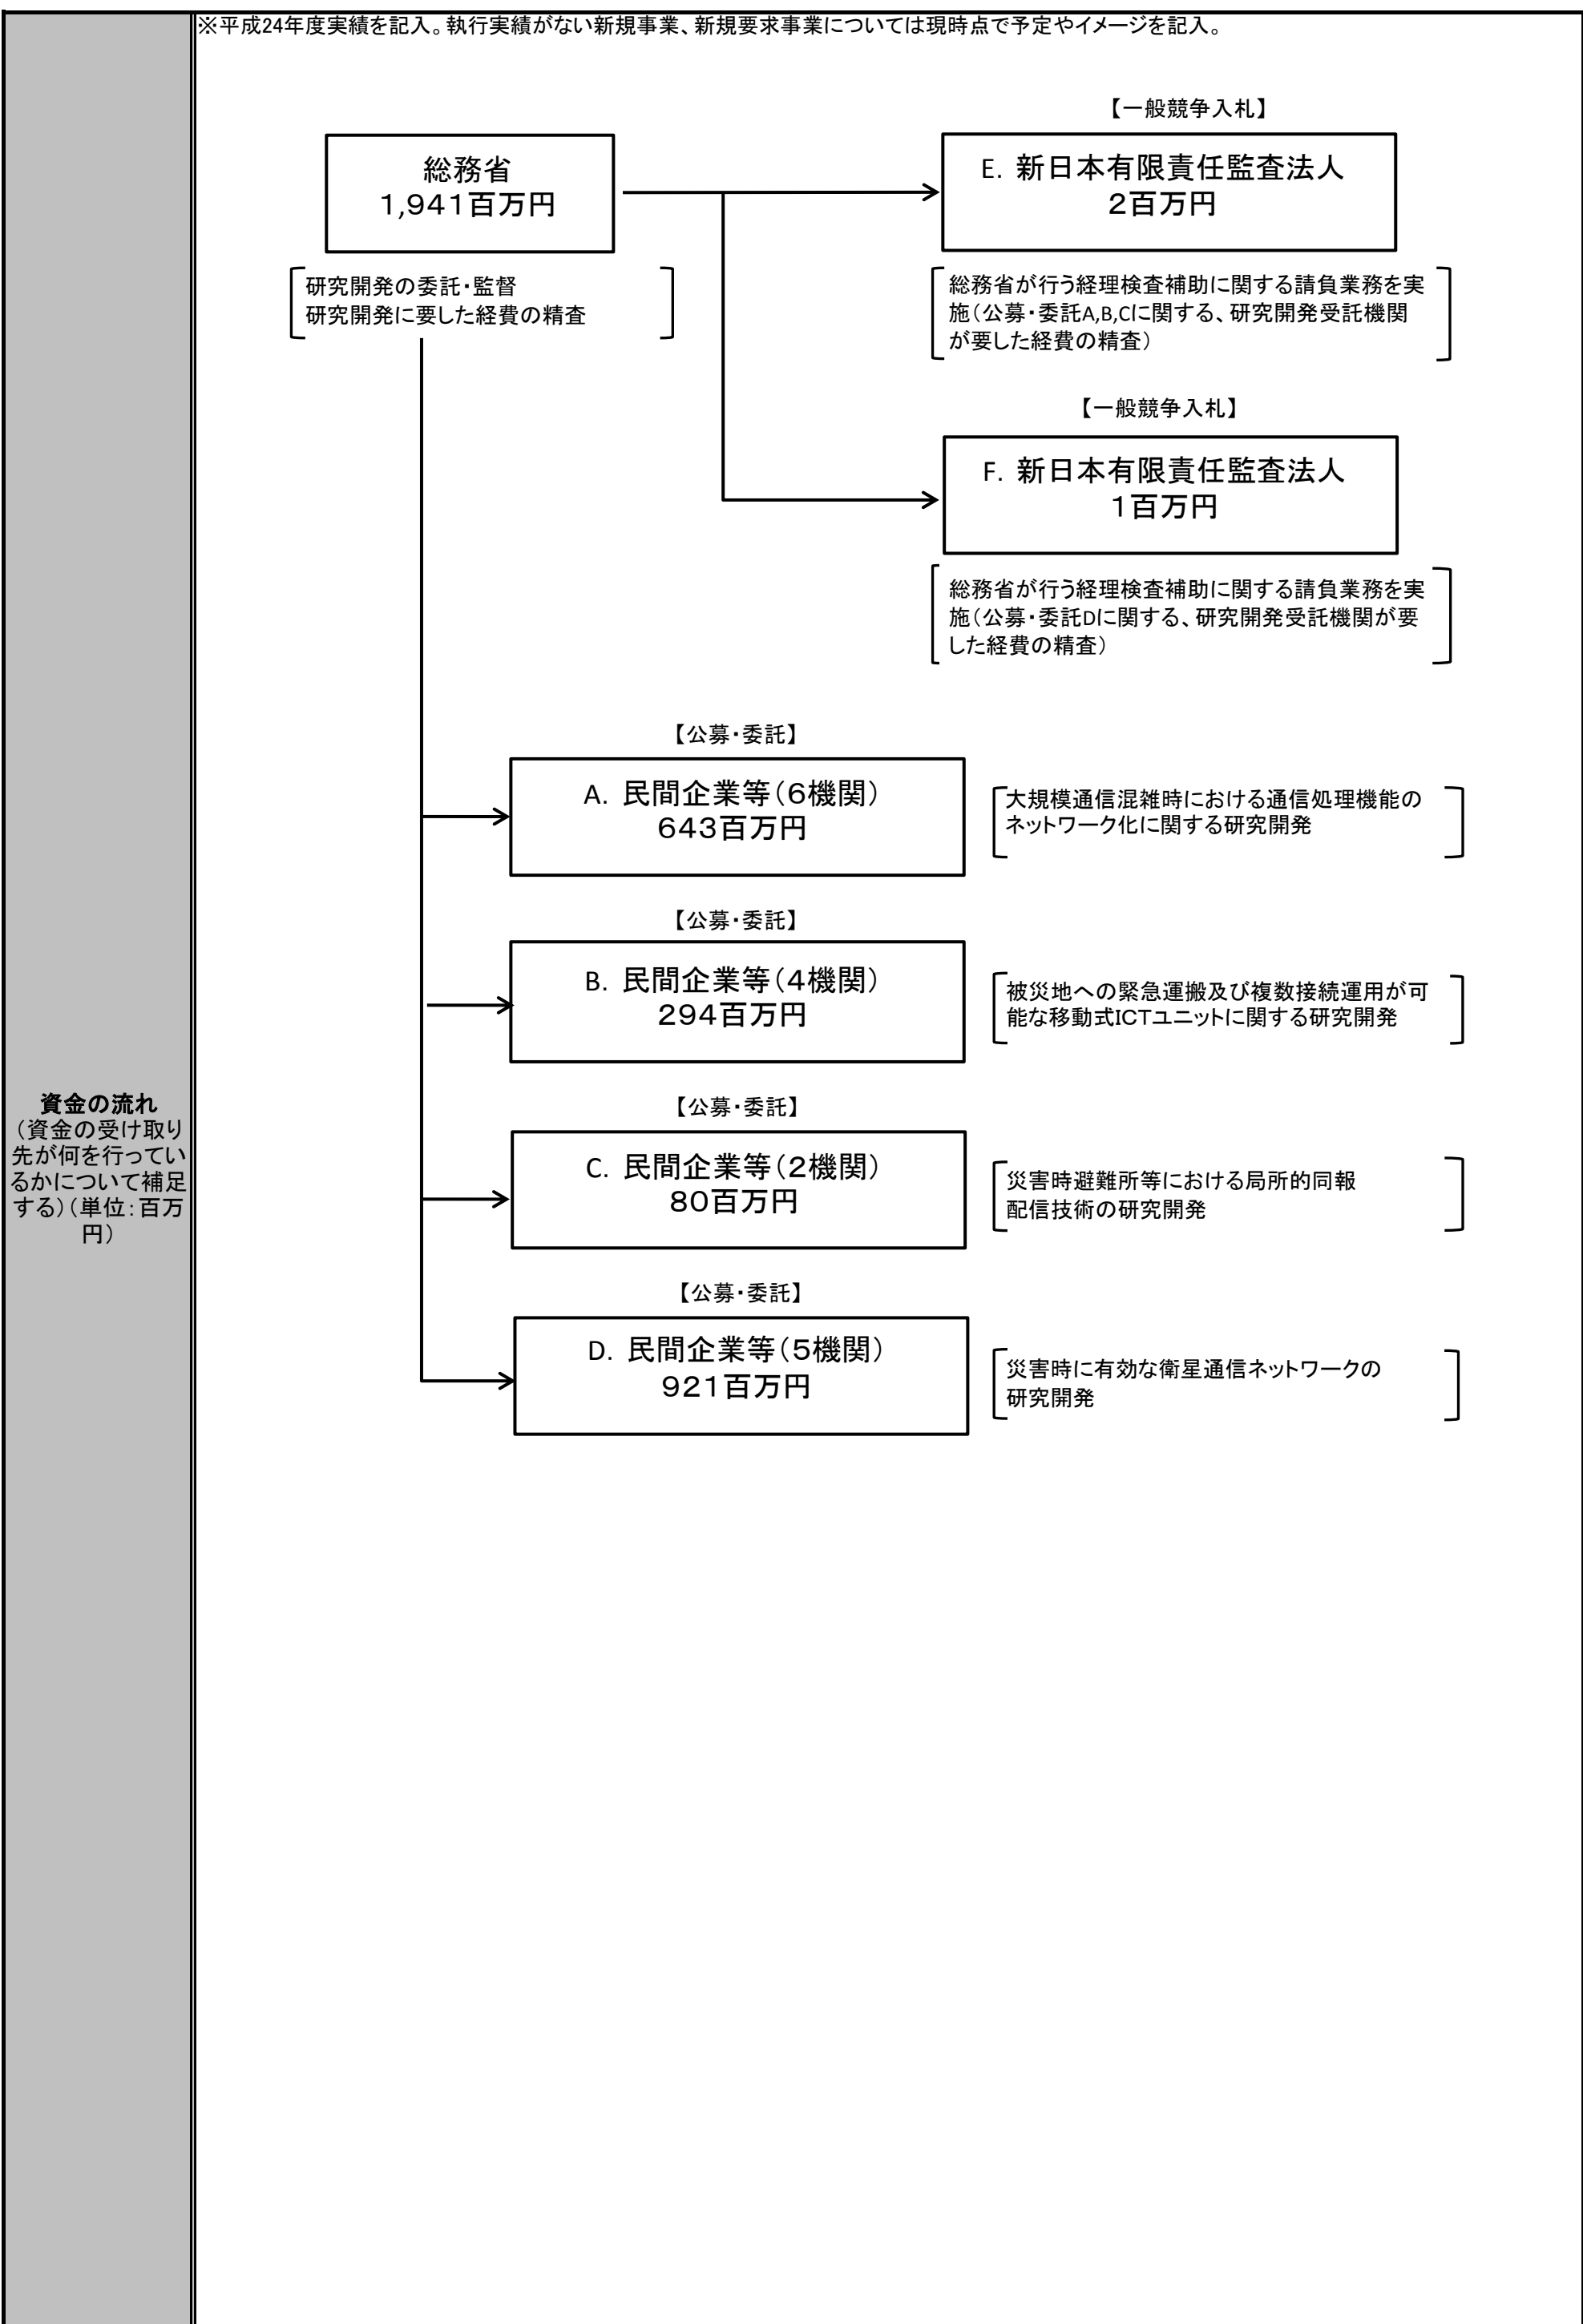 ※平成24年度実績を記入。執行実績がない新規事業、新規要求事業については現時点で予定やイメージを記入。
【一般競争入札】
総務省
1,941百万円
E. 新日本有限責任監査法人
2百万円
研究開発の委託・監督
研究開発に要した経費の精査
総務省が行う経理検査補助に関する請負業務を実
施（公募・委託A,B,Cに関する、研究開発受託機関
が要した経費の精査）
【一般競争入札】
F. 新日本有限責任監査法人
1百万円
総務省が行う経理検査補助に関する請負業務を実
施（公募・委託Dに関する、研究開発受託機関が要
した経費の精査）
【公募・委託】
A. 民間企業等（6機関）
643百万円
大規模通信混雑時における通信処理機能の
ネットワーク化に関する研究開発
【公募・委託】
B. 民間企業等（4機関）
294百万円
被災地への緊急運搬及び複数接続運用が可
能な移動式ICTユニットに関する研究開発
資金の流れ
（資金の受け取り
先が何を行ってい
るかについて補足
する）（単位：百万
円）
【公募・委託】
C. 民間企業等（2機関）
80百万円
災害時避難所等における局所的同報
配信技術の研究開発
【公募・委託】
D. 民間企業等（5機関）
921百万円
災害時に有効な衛星通信ネットワークの
研究開発